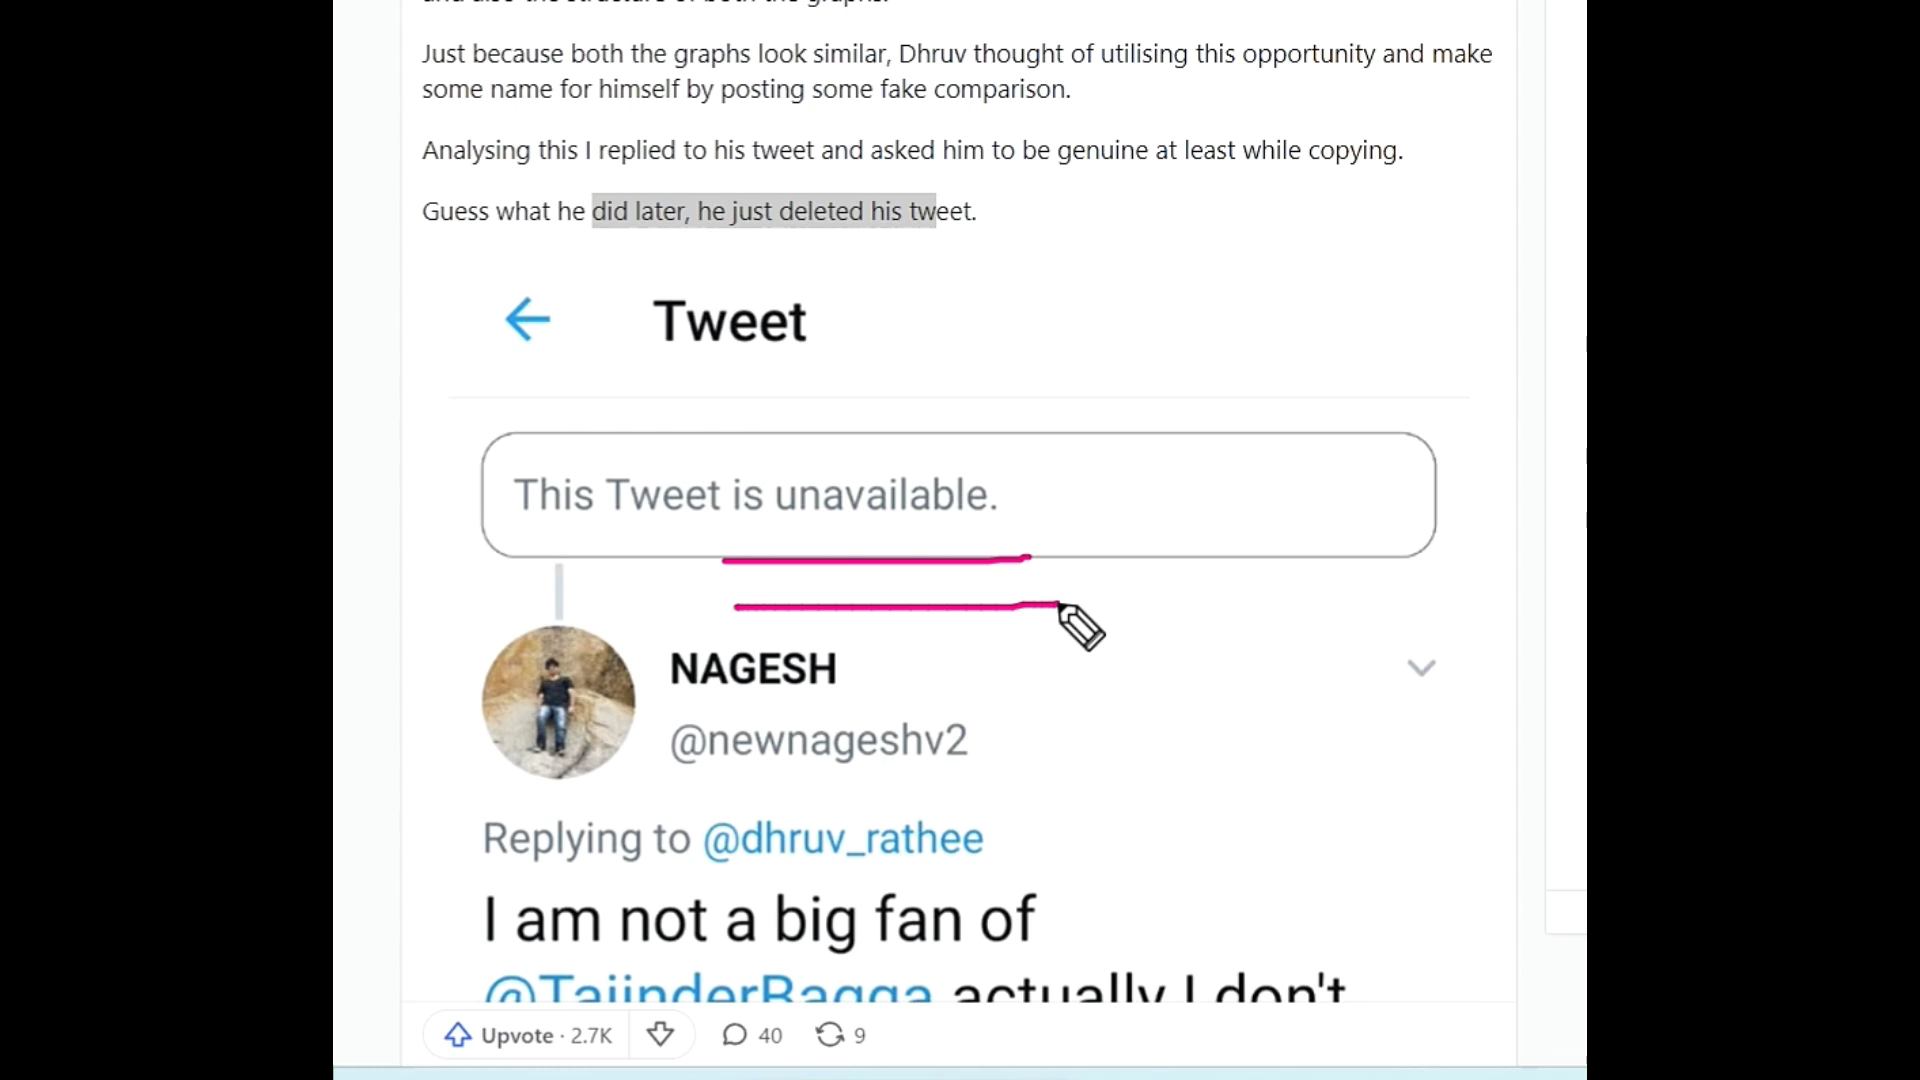 Just because both the graphs look similar, Dhruv thought of utilising this opportunity and make
some name for himself by posting some fake comparison.
Analysing this I replied to his tweet and asked him to be genuine at least while copying.
Guess what he did later, he just deleted his tweet.
Tweet
This Tweet is unavailable.
NAGESH
@newnageshv2
Replying to @dhruv_rathee
I am not a big fan of
@TajinderBagga actually I don't
Upvote · 2.7K 40 9